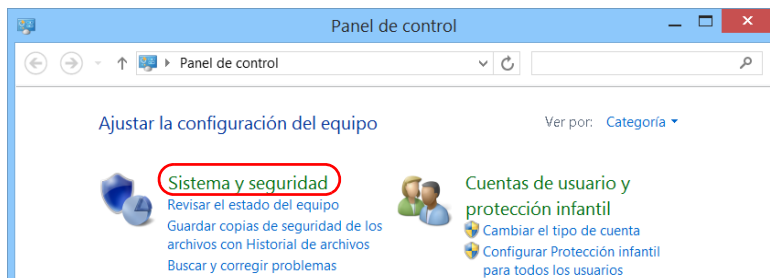 Panel de control
Panel de control
Ajustar la configuración del equipo
Ver por: Categoría
Sistema y seguridad
Revisar el estado del equipo
Guardar copias de seguridad de los
archivos con Historial de archivos
Buscar y corregir problemas
Cuentas de usuario y
protección infantil
Cambiar el tipo de cuenta
Configurar Protección infantil
para todos los usuarios